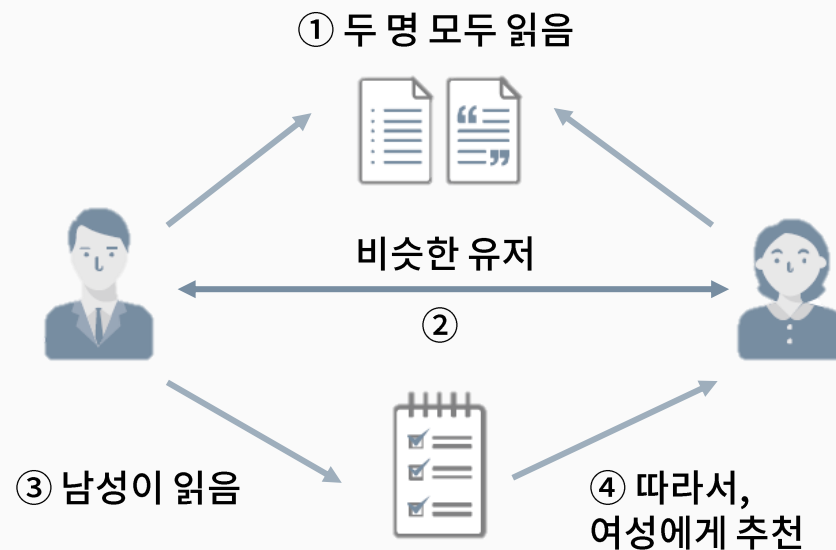 ① 두 명 모두 읽음
비슷한 유저
②
③ 남성이 읽음
④ 따라서,
여성에게 추천